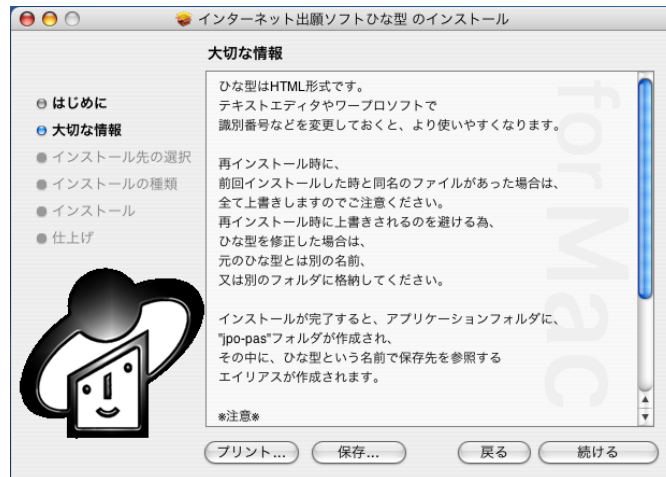 インターネット出願ソフトひな型 のインストール
大切な情報
はじめに
大切な情報
インストール先の選択
インストールの種類
インストール
仕上げ
ひな型はHTML形式です。
テキストエディタやワープロソフトで
識別番号などを変更しておくと、より使いやすくなります。
再インストール時に、
前回インストールした時と同名のファイルがあった場合は、
全て上書きしますのでご注意ください。
再インストール時に上書きされるのを避ける為、
ひな型を修正した場合は、
元のひな型とは別の名前、
又は別のフォルダに格納してください。
インストールが完了すると、アプリケーションフォルダに、
"jpo-pas"フォルダが作成され、
その中に、ひな型という名前で保存先を参照する
エイリアスが作成されます。
※注意※
for Mac
プリント...
保存...
戻る
続ける